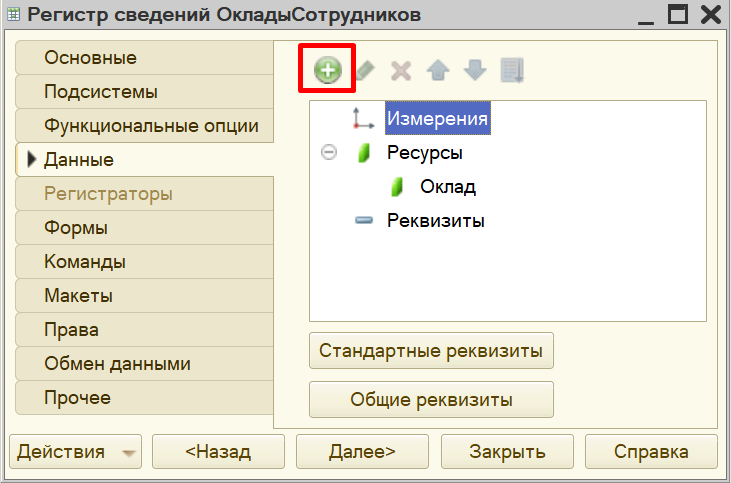 Регистр сведений ОкладыСотрудников
Основные
Подсистемы
Функциональные опции
Данные
Регистраторы
Формы
Команды
Макеты
Права
Обмен данными
Прочее
Измерения
Ресурсы
Оклад
Реквизиты
Стандартные реквизиты
Общие реквизиты
Действия
<Назад
Далее>
Закрыть
Справка